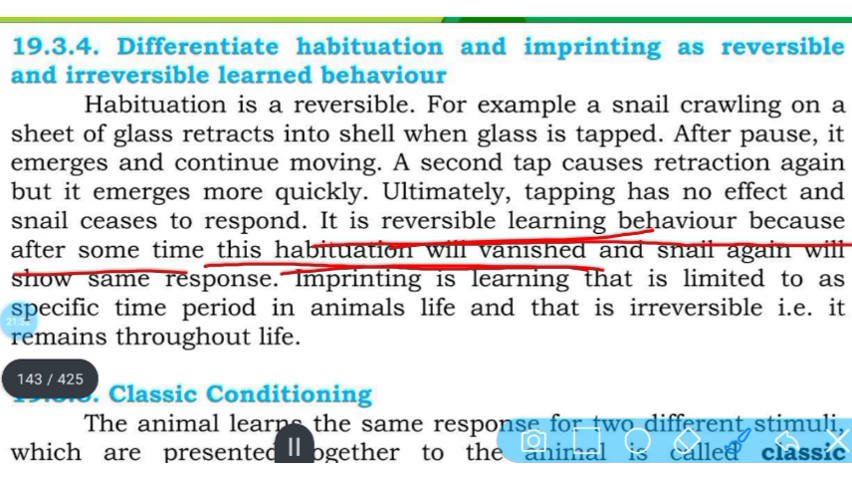 19.3.4. Differentiate habituation and imprinting as reversible
and irreversible learned behaviour
Habituation is a reversible. For example a snail crawling on a
sheet of glass retracts into shell when glass is tapped. After pause, it
emerges and continue moving. A second tap causes retraction again
but it emerges more quickly. Ultimately, tapping has no effect and
snail ceases to respond. It is reversible learning behaviour because
after some time this habituation will vanished and snail again will
show same response. Imprinting is learning that is limited to as
specific time period in animals life and that is irreversible i.e. it
remains throughout life.
143 / 425
Classic Conditioning
The animal learns the same response for two different stimuli,
which are presented together to the animal is called classic